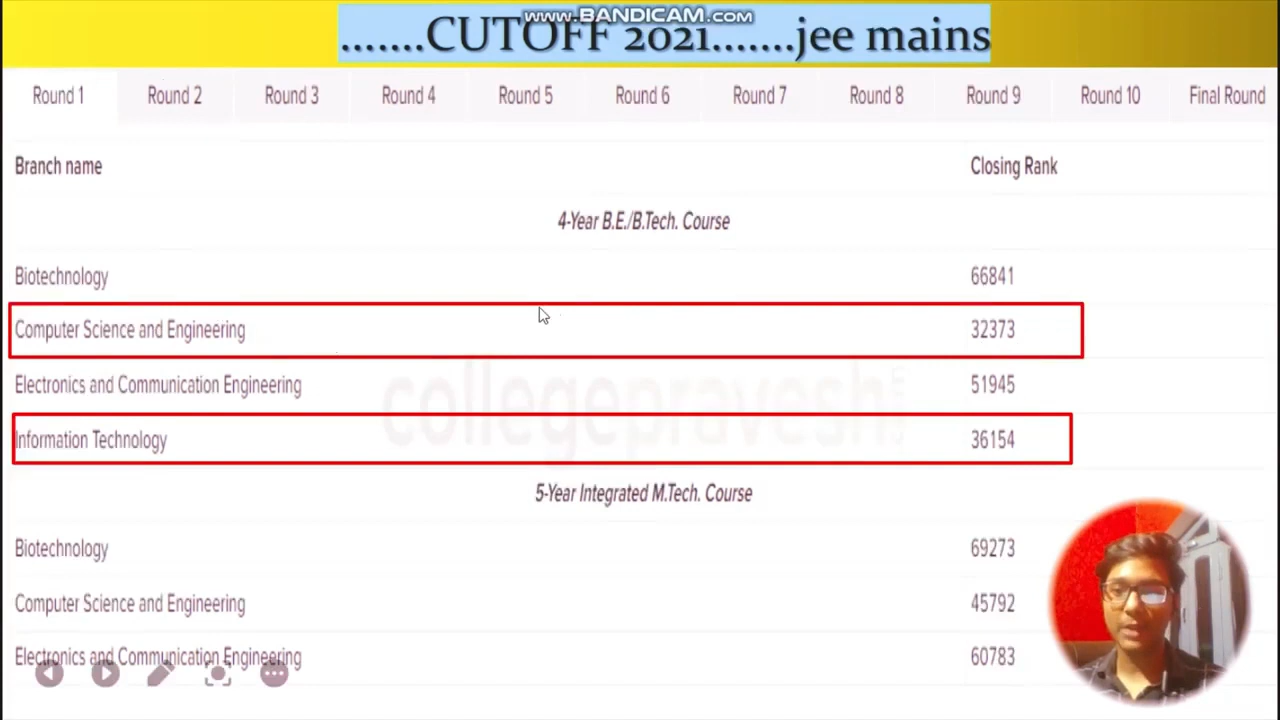 www.BANDICAM.com
.......CUTOFF 2021.......jee mains
Round 1 Round 2 Round 3 Round 4 Round 5 Round 6 Round 7 Round 8 Round 9 Round 10 Final Round
Branch name Closing Rank
4-Year B.E./B.Tech. Course
Biotechnology 66841
Computer Science and Engineering 32373
Electronics and Communication Engineering 51945
collegepravesh
Information Technology 36154
5-Year Integrated M.Tech. Course
Biotechnology 69273
Computer Science and Engineering 45792
Electronics and Communication Engineering 60783